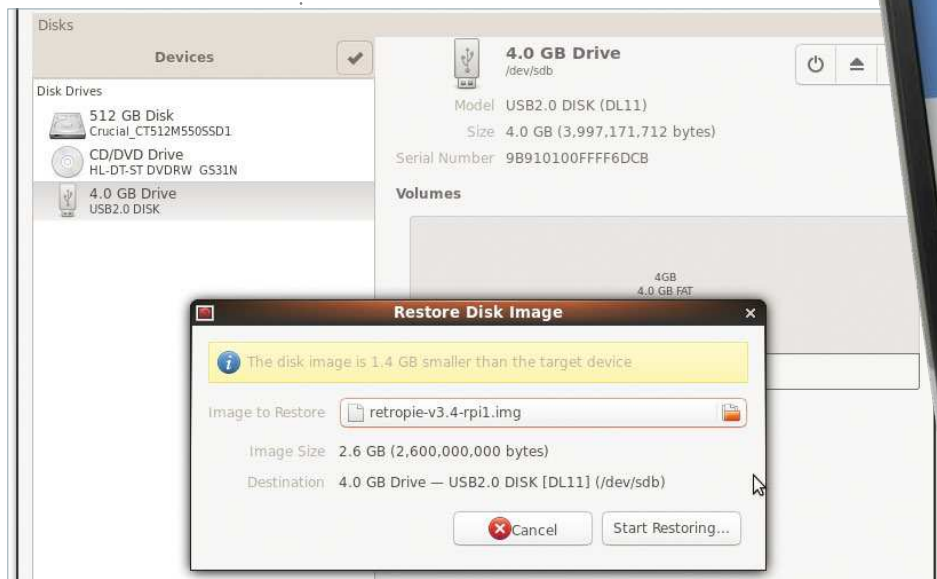 Disks
Devices
Disk Drives
512 GB Disk
Crucial_CT512M550SSD1
CD/DVD Drive
HL-DT-ST DVDRW GS31N
4.0 GB Drive
USB2.0 DISK
4.0 GB Drive
/dev/sdb
Model USB2.0 DISK (DL11)
Size 4.0 GB (3,997,171,712 bytes)
Serial Number 9B910100FFFF6DCB
Volumes
4GB
4.0 GB FAT
Restore Disk Image
The disk image is 1.4 GB smaller than the target device
Image to Restore retropie-v3.4-rpi1.img
Image Size 2.6 GB (2,600,000,000 bytes)
Destination 4.0 GB Drive — USB2.0 DISK [DL11] (/dev/sdb)
Cancel Start Restoring...